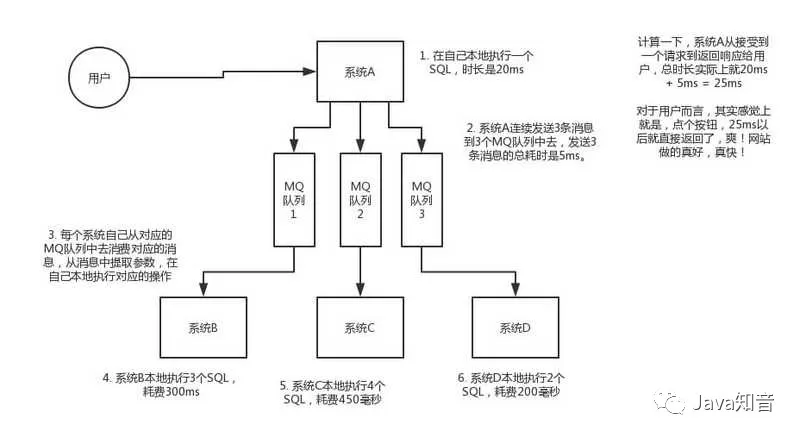 用户
系统A
1. 在自己本地执行一个
SQL，时长是20ms
计算一下，系统A从接受到
一个请求到返回响应给用
户，总时长实际上就20ms
+ 5ms = 25ms
对于用户而言，其实感觉上
就是，点个按钮，25ms以
后就直接返回了，爽！网站
做的真好，真快！
2. 系统A连续发送3条消息
到3个MQ队列中去，发送3
条消息的总耗时是5ms。
MQ
队列
1
MQ
队列
2
MQ
队列
3
3. 每个系统自己从对应的
MQ队列中去消费对应的消
息，从消息中提取参数，在
自己本地执行对应的操作
系统B
系统C
系统D
4. 系统B本地执行3个SQL，
耗费300ms
5. 系统C本地执行4个
SQL，耗费450毫秒
6. 系统D本地执行2个
SQL，耗费200毫秒
Java知音